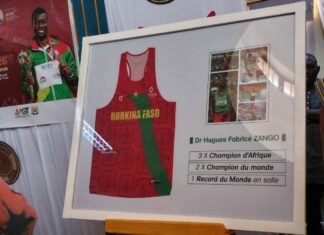 26
BURKINA FASO
Dr Hugues Fabrice ZANGO
3 X Champion d'Afrique
2 X Champion du monde
1 Record du Monde en salle